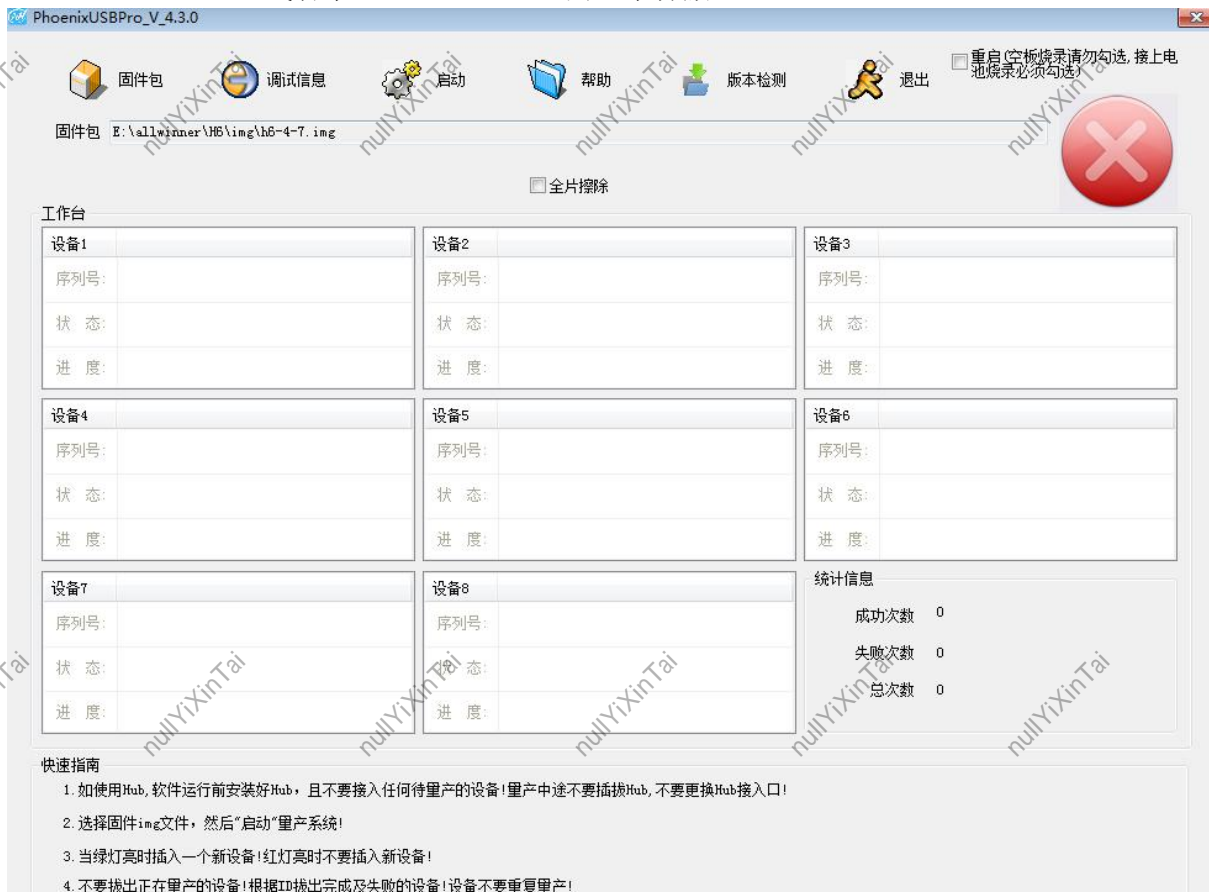 PhoenixUSBPro_V_4.3.0
固件包 调试信息 启动 帮助 版本检测 退出
重启(空板烧录请勿勾选,接上电
池烧录必须勾选)
固件包 E:\allwinner\H6\img\h6-4-7.img
全片擦除
工作台
设备1 设备2 设备3
序列号: 序列号: 序列号:
状 态: 状 态: 状 态:
进 度: 进 度: 进 度:
设备4 设备5 设备6
序列号: 序列号: 序列号:
状 态: 状 态: 状 态:
进 度: 进 度: 进 度:
设备7 设备8 统计信息
序列号: 序列号: 成功次数 0
状 态: 状 态: 失败次数 0
进 度: 进 度: 总次数 0
快速指南
1.如使用Hub,软件运行前安装好Hub，且不要接入任何待量产的设备!量产中途不要插拔Hub,不要更换Hub接入口!
2.选择固件img文件，然后"启动"量产系统!
3.当绿灯亮时插入一个新设备!红灯亮时不要插入新设备!
4.不要拔出正在量产的设备!根据ID拔出完成及失败的设备!设备不要重复量产!
nullYiXinTai
nullYiXinTai
nullYiXinTai
nullYiXinTai
nullYiXinTai
nullYiXinTai
nullYiXinTai
nullYiXinTai
nullYiXinTai
nullYiXinTai